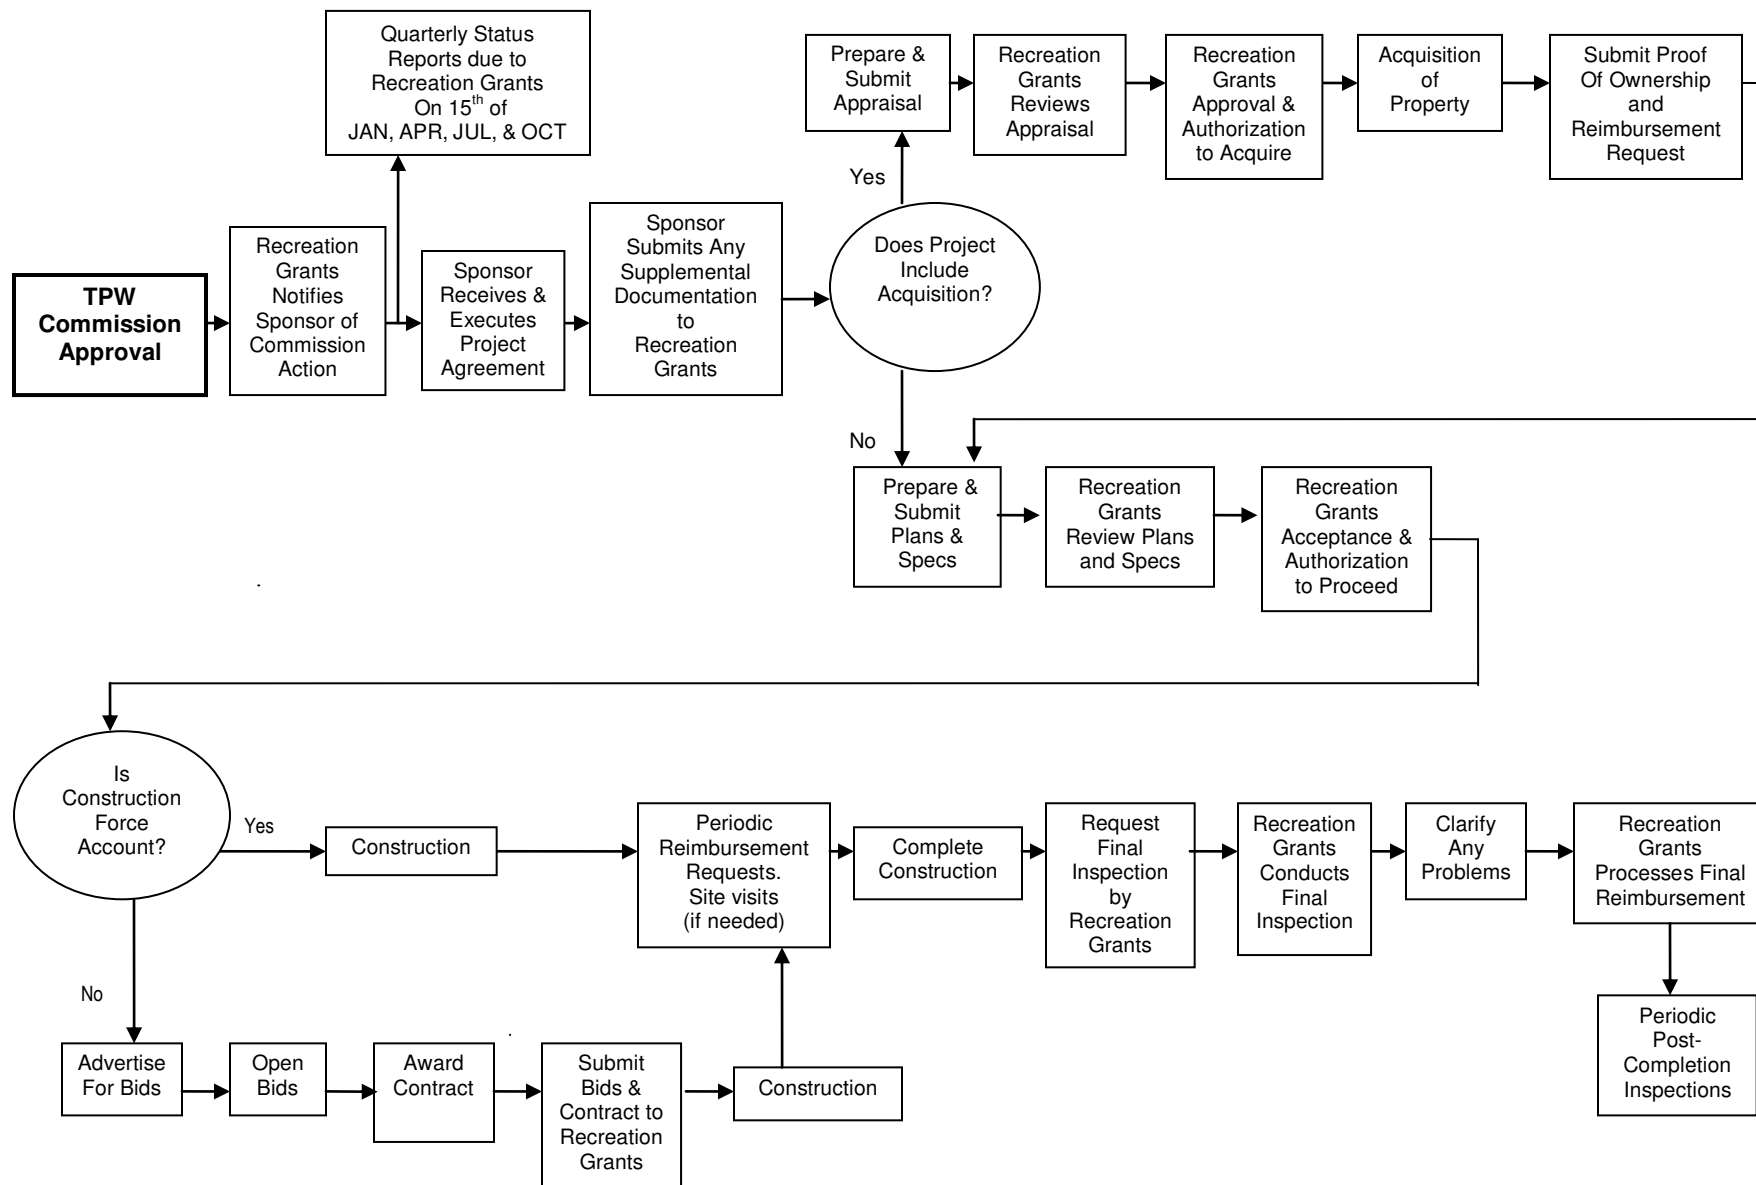 Quarterly Status
Reports due to
Recreation Grants
On 15th of
JAN, APR, JUL, & OCT
Prepare &
Submit
Appraisal
Recreation
Grants
Reviews
Appraisal
Recreation
Grants
Approval &
Authorization
to Acquire
Acquisition
of
Property
Submit Proof
Of Ownership
and
Reimbursement
Request
Yes
TPW
Commission
Approval
Recreation
Grants
Notifies
Sponsor of
Commission
Action
Sponsor
Receives &
Executes
Project
Agreement
Sponsor
Submits Any
Supplemental
Documentation
to
Recreation
Grants
Does Project
Include
Acquisition?
No
Prepare &
Submit
Plans &
Specs
Recreation
Grants
Review Plans
and Specs
Recreation
Grants
Acceptance &
Authorization
to Proceed
Is
Construction
Force
Account?
Yes
Construction
Periodic
Reimbursement
Requests.
Site visits
(if needed)
Complete
Construction
Request
Final
Inspection
by
Recreation
Grants
Recreation
Grants
Conducts
Final
Inspection
Clarify
Any
Problems
Recreation
Grants
Processes Final
Reimbursement
No
Advertise
For Bids
Open
Bids
Award
Contract
Submit
Bids &
Contract to
Recreation
Grants
Construction
Periodic
Post-
Completion
Inspections